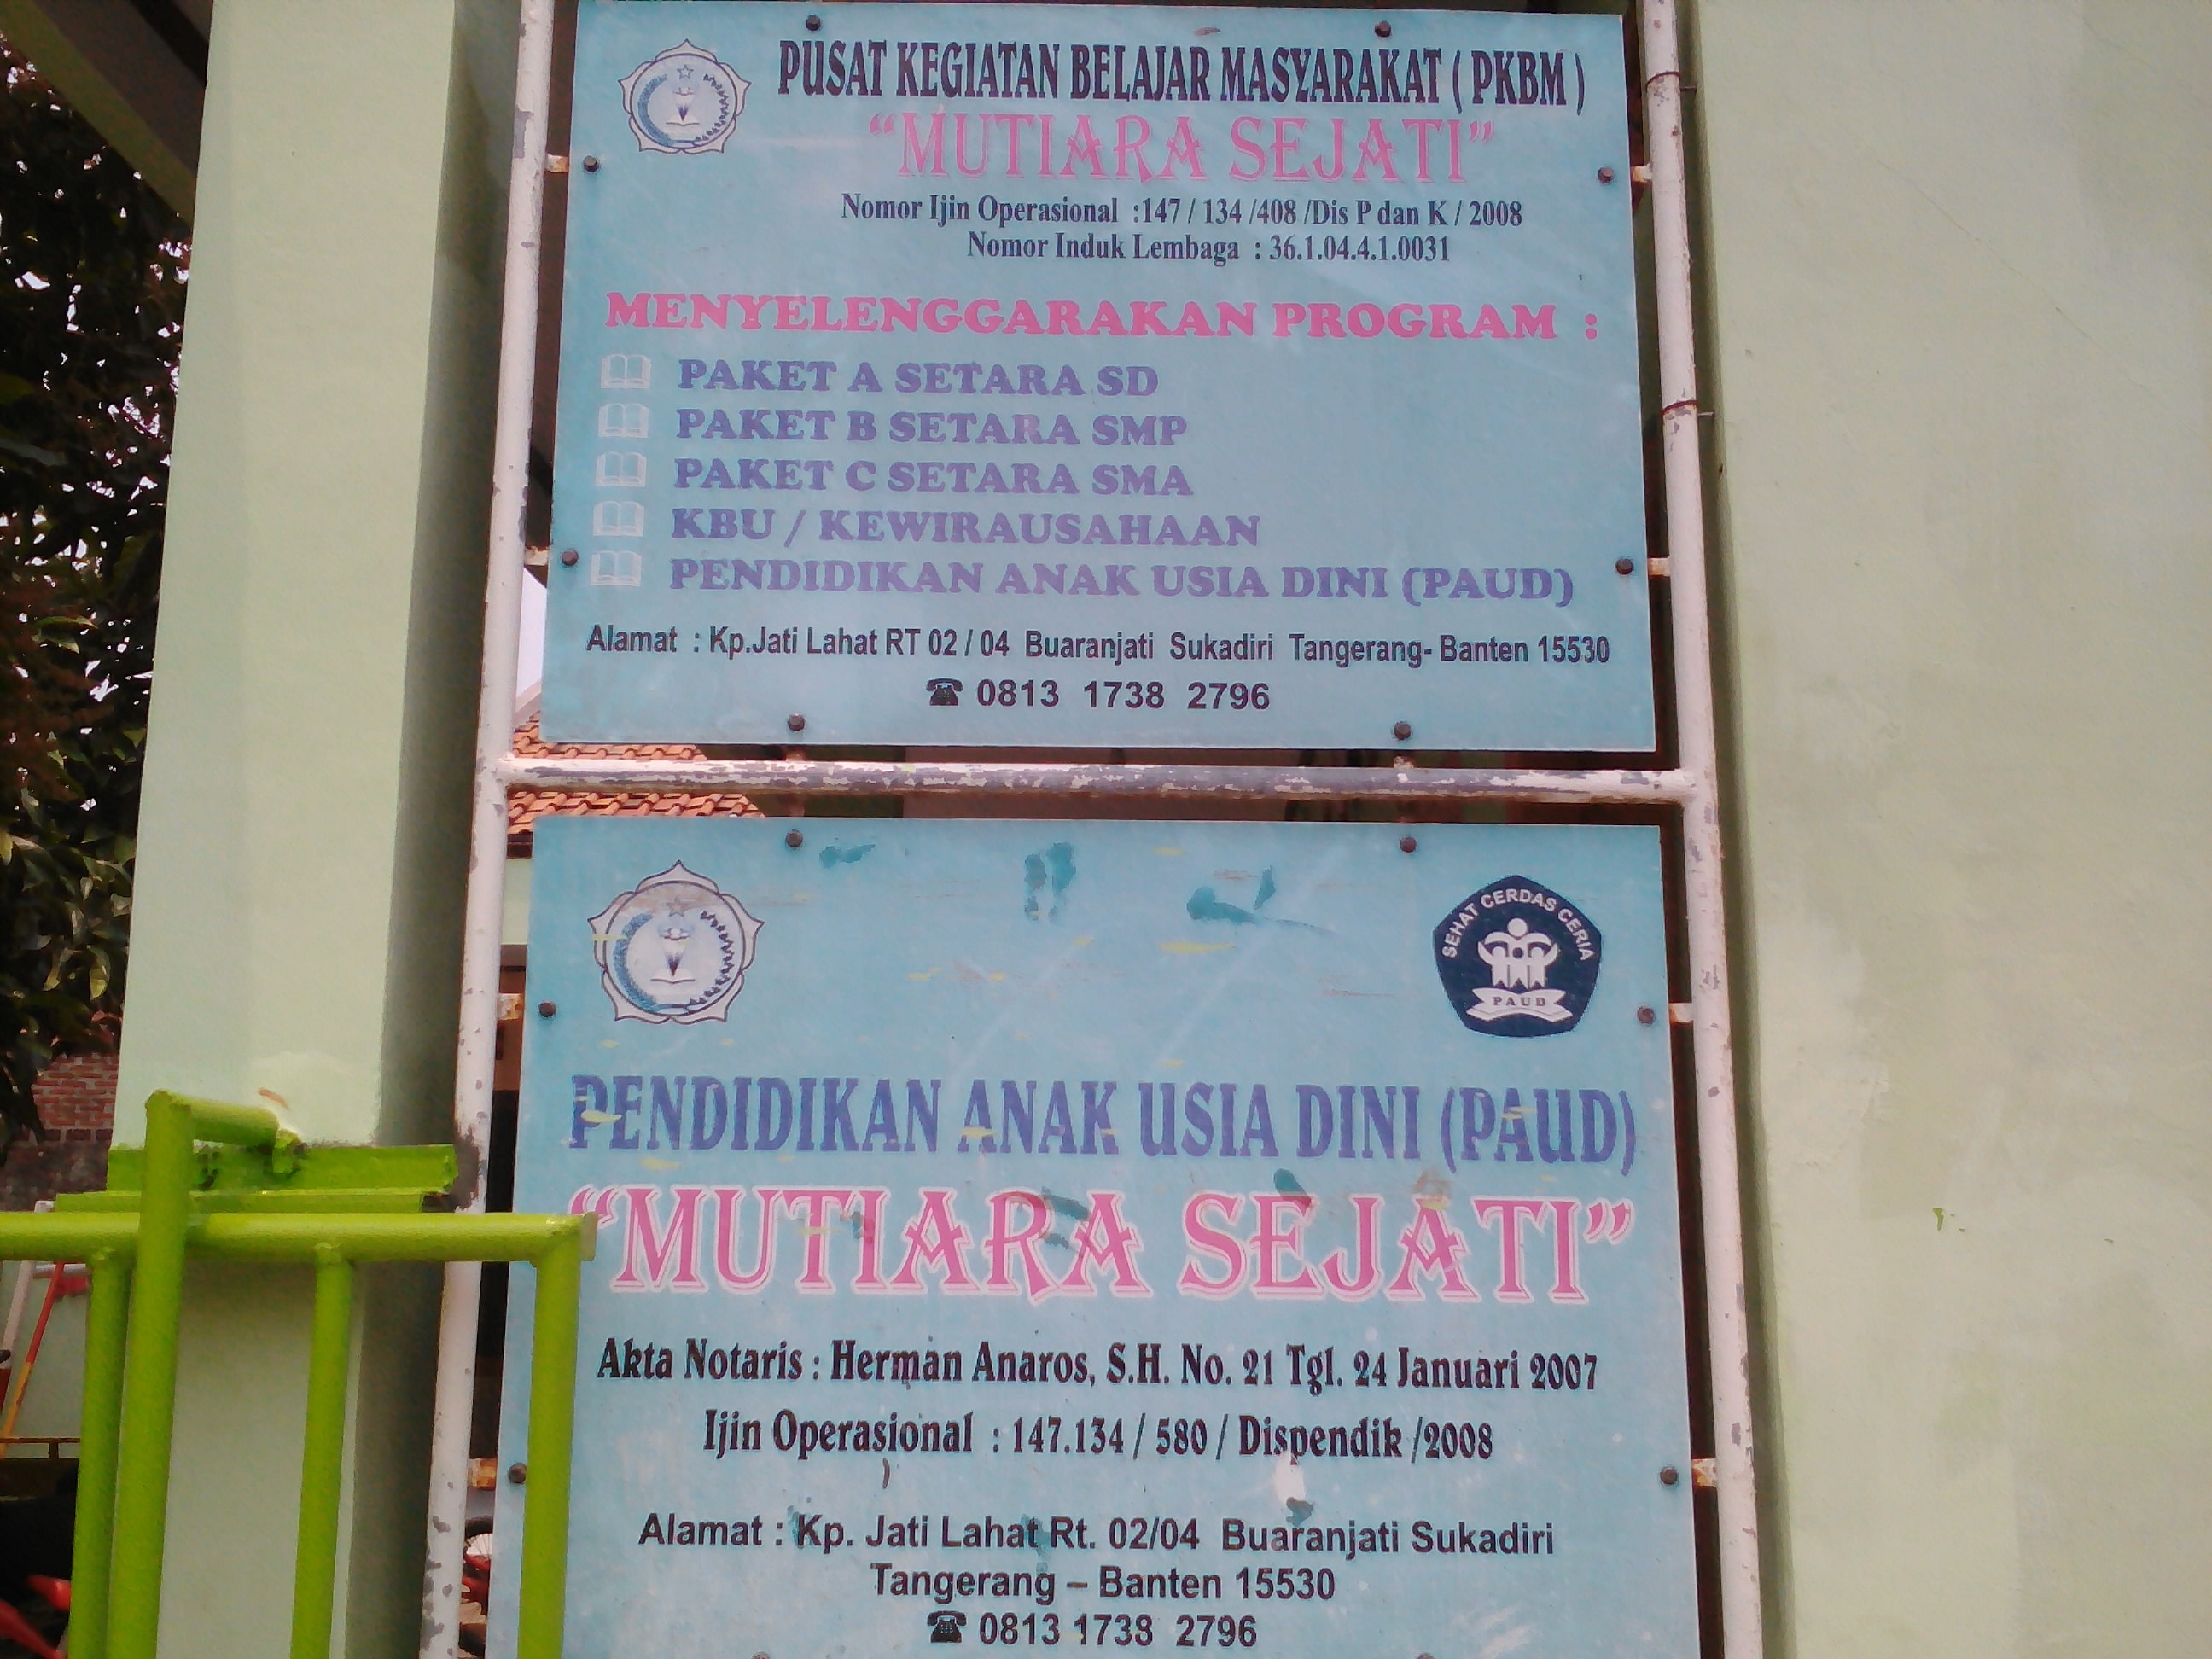 PUSAT KEGIATAN BELAJAR MASYARAKAT ( PKBM )
"MUTIARA SEJATI"
Nomor Ijin Operasional :147 / 134 /408 /Dis P dan K / 2008
Nomor Induk Lembaga : 36.1.04.4.1.0031
MENYELENGGARAKAN PROGRAM :
PAKET A SETARA SD
PAKET B SETARA SMP
PAKET C SETARA SMA
KBU / KEWIRAUSAHAAN
PENDIDIKAN ANAK USIA DINI (PAUD)
Alamat : Kp.Jati Lahat RT 02 / 04 Buaranjati Sukadiri Tangerang- Banten 15530
☎ 0813 1738 2796
SEHAT CERDAS CERIA
PAUD
PENDIDIKAN ANAK USIA DINI (PAUD)
"MUTIARA SEJATI"
Akta Notaris : Herman Anaros, S.H. No. 21 Tgl. 24 Januari 2007
Ijin Operasional : 147.134 / 580 / Dispendik /2008
Alamat : Kp. Jati Lahat Rt. 02/04 Buaranjati Sukadiri
Tangerang – Banten 15530
☎ 0813 1738 2796